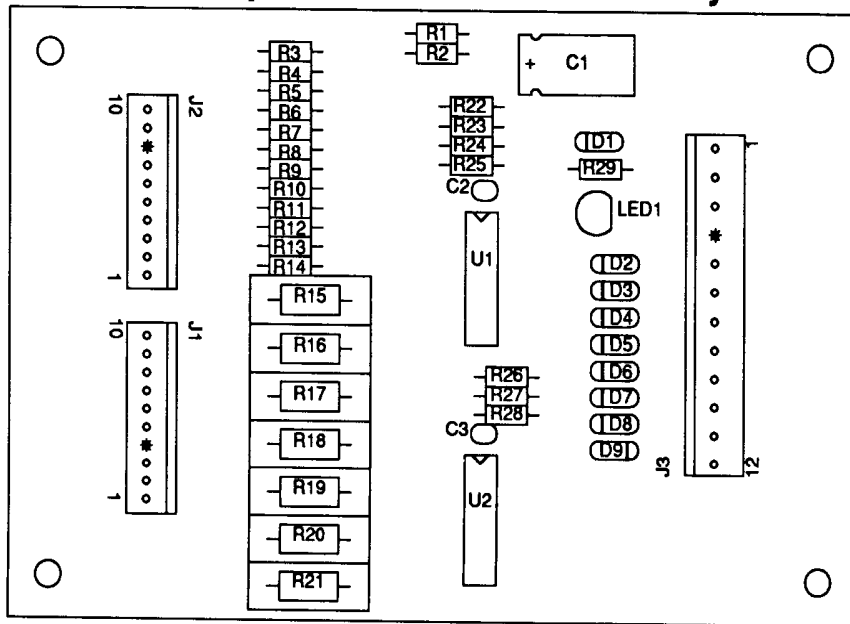 R1
R2
C1
+
R3
R4
R5
R6
R7
R8
R9
R10
R11
R12
R13
R14
R15
R16
R17
R18
R19
R20
R21
J2
10
1
J1
10
1
R22
R23
R24
R25
C2
U1
R26
R27
R28
C3
U2
D1
R29
LED1
D2
D3
D4
D5
D6
D7
D8
D9
1
J3
12